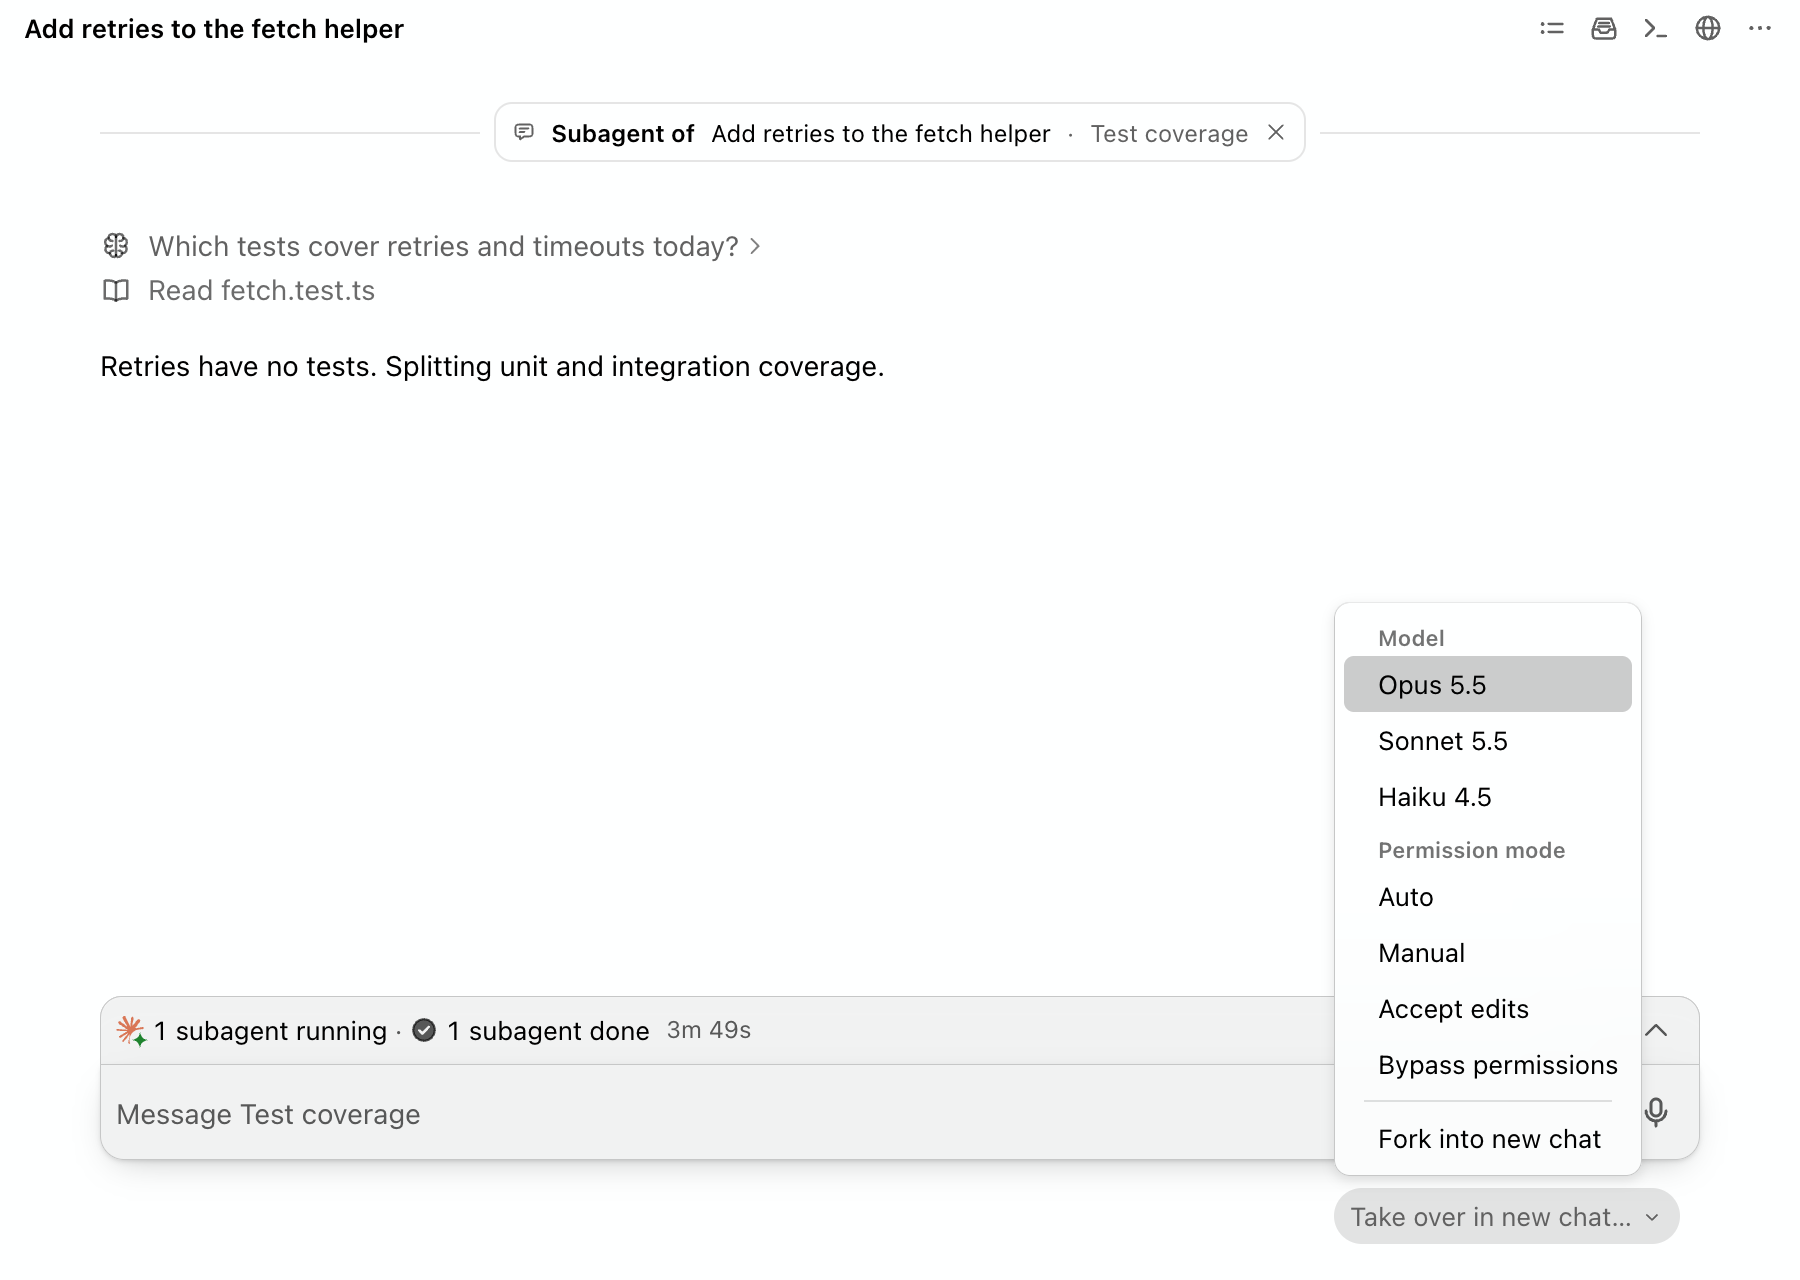 Add retries to the fetch helper
Subagent of Add retries to the fetch helper · Test coverage
Which tests cover retries and timeouts today?
Read fetch.test.ts
Retries have no tests. Splitting unit and integration coverage.
Model
Opus 5.5
Sonnet 5.5
Haiku 4.5
Permission mode
Auto
Manual
Accept edits
Bypass permissions
Fork into new chat
1 subagent running · 1 subagent done 3m 49s
Message Test coverage
Take over in new chat...